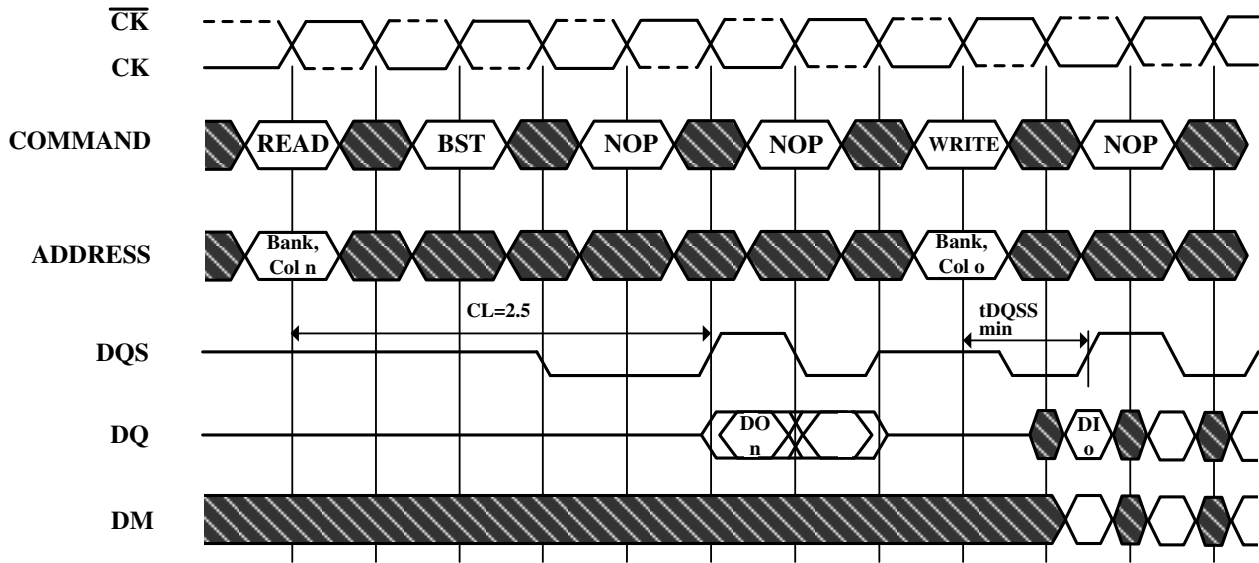 CK
CK
COMMAND
READ
BST
NOP
NOP
WRITE
NOP
ADDRESS
Bank,
Col n
Bank,
Col o
CL=2.5
tDQSS
min
DQS
DQ
DO
n
DI
o
DM